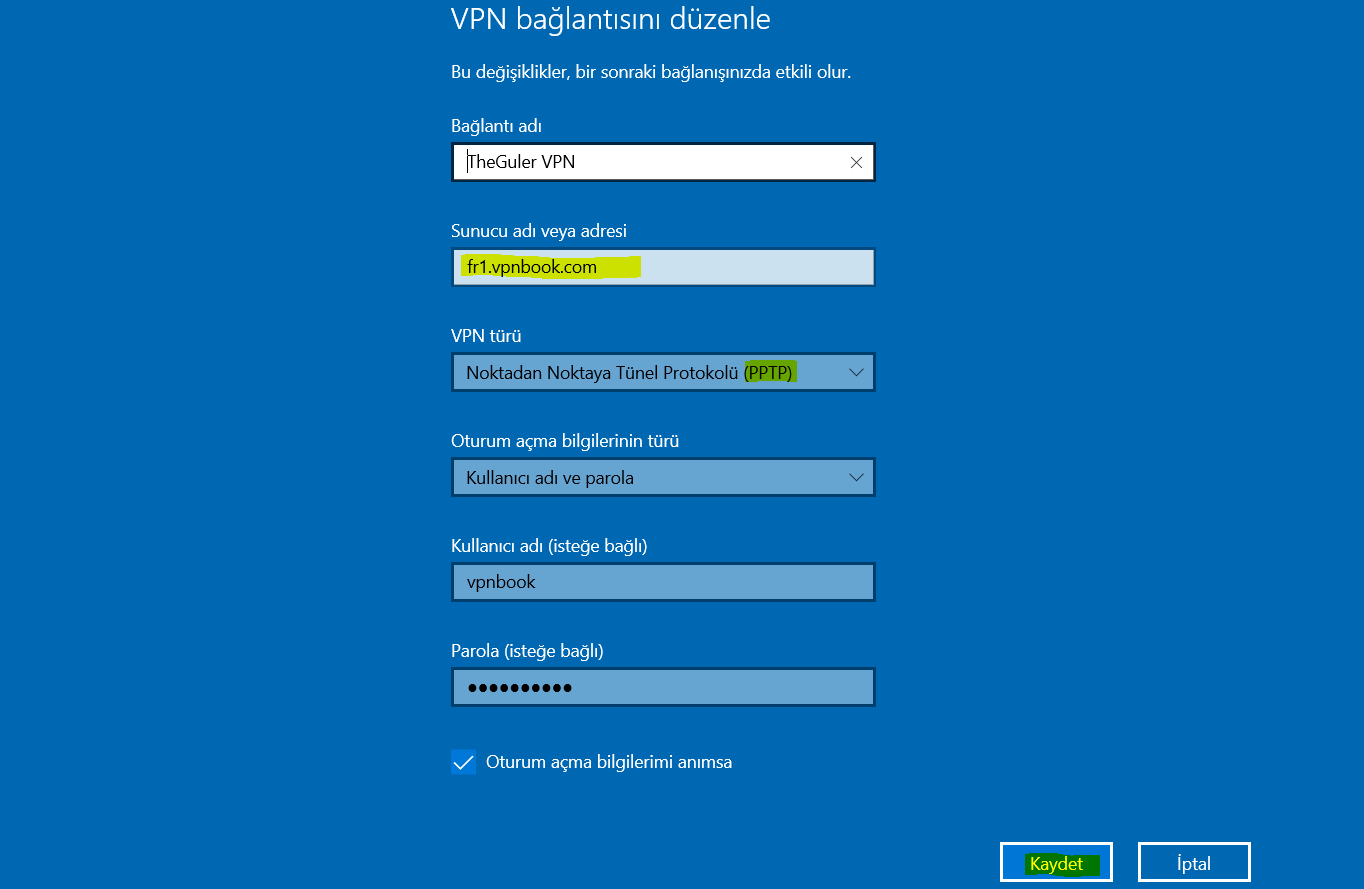 VPN bağlantısını düzenle
Bu değişiklikler, bir sonraki bağlanışınızda etkili olur.
Bağlantı adı
TheGuler VPN
Sunucu adı veya adresi
fr1.vpnbook.com
VPN türü
Noktadan Noktaya Tünel Protokolü (PPTP)
Oturum açma bilgilerinin türü
Kullanıcı adı ve parola
Kullanıcı adı (isteğe bağlı)
vpnbook
Parola (isteğe bağlı)
●●●●●●●●●●
Oturum açma bilgilerimi anımsa
Kaydet
İptal